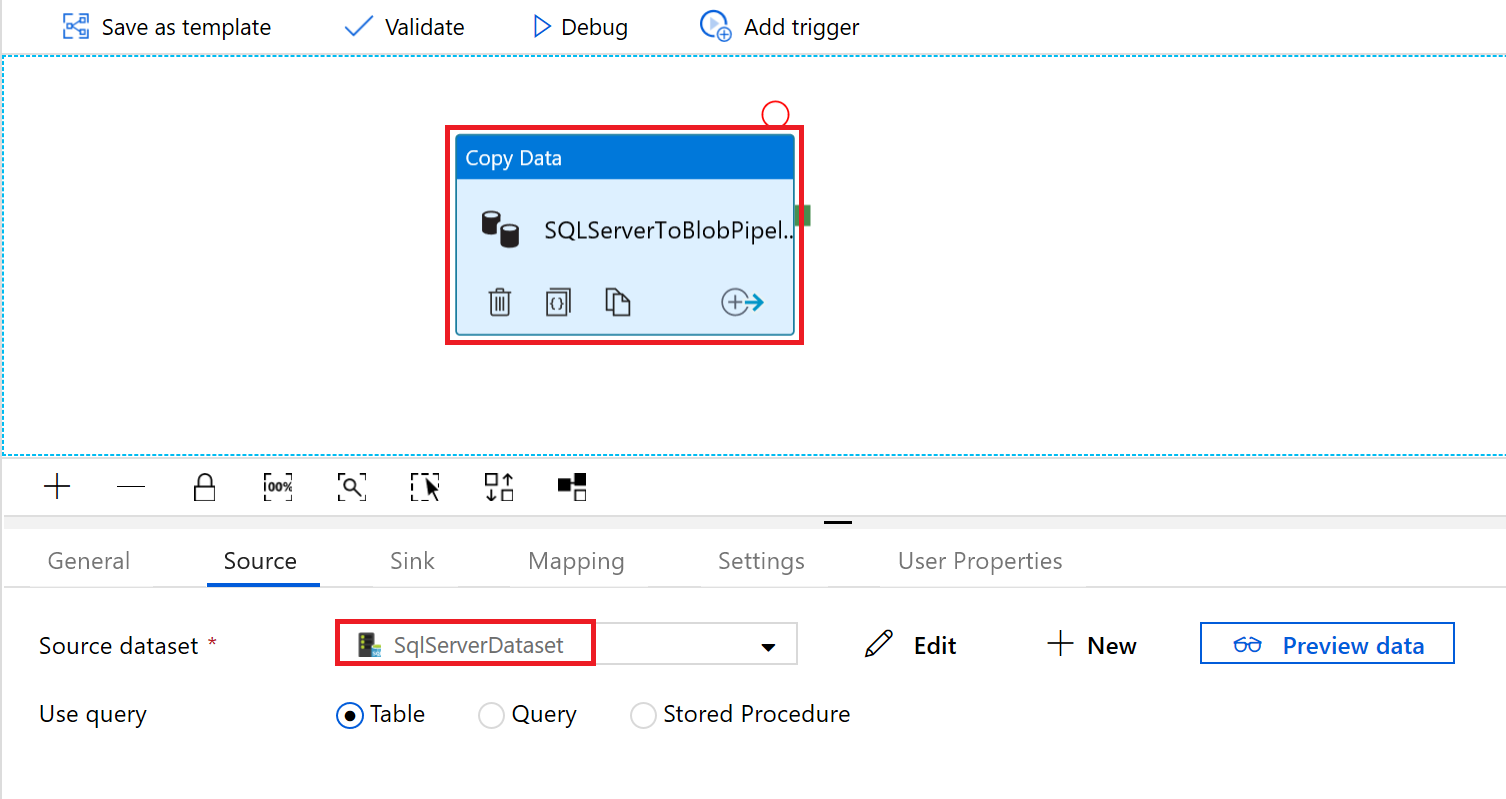 Save as template Validate Debug Add trigger
Copy Data
SQLServerToBlobPipel..
{}
00%
General Source Sink Mapping Settings User Properties
Source dataset * SqlServerDataset Edit New Preview data
Use query Table Query Stored Procedure